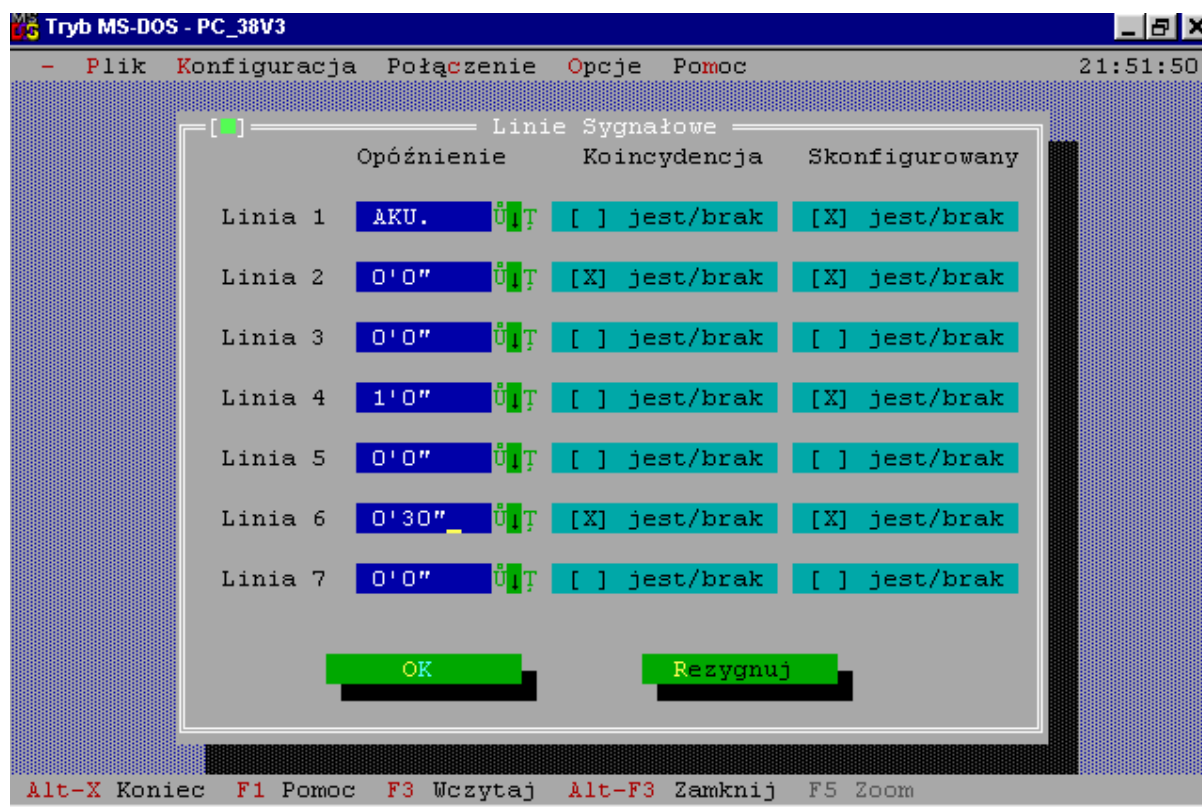 Tryb MS-DOS - PC_38V3
- Plik Konfiguracja Połączenie Opcje Pomoc 21:51:50
Linie Sygnałowe
Opóźnienie Koincydencja Skonfigurowany
Linia 1 AKU. Ů↓Ţ [ ] jest/brak [X] jest/brak
Linia 2 0'0" Ů↓Ţ [X] jest/brak [X] jest/brak
Linia 3 0'0" Ů↓Ţ [ ] jest/brak [ ] jest/brak
Linia 4 1'0" Ů↓Ţ [ ] jest/brak [X] jest/brak
Linia 5 0'0" Ů↓Ţ [ ] jest/brak [ ] jest/brak
Linia 6 0'30"_ Ů↓Ţ [X] jest/brak [X] jest/brak
Linia 7 0'0" Ů↓Ţ [ ] jest/brak [ ] jest/brak
OK Rezygnuj
Alt-X Koniec F1 Pomoc F3 Wczytaj Alt-F3 Zamknij F5 Zoom